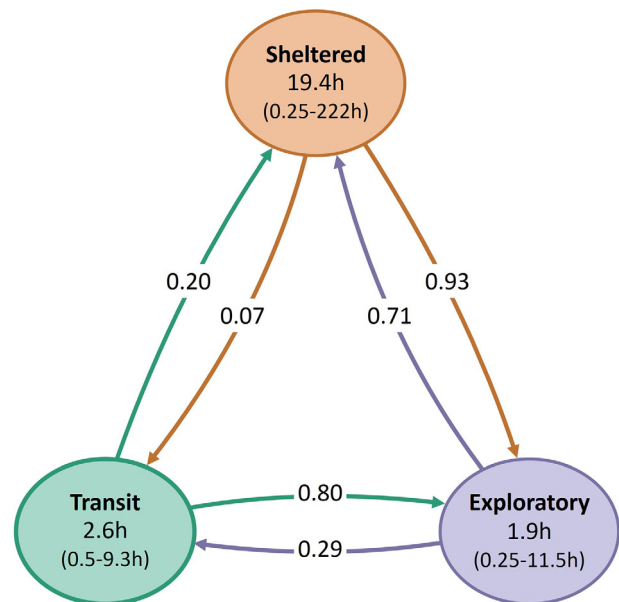 Sheltered
19.4h
(0.25-222h)
0.20
0.93
0.07
0.71
Transit
2.6h
(0.5-9.3h)
0.80
0.29
Exploratory
1.9h
(0.25-11.5h)